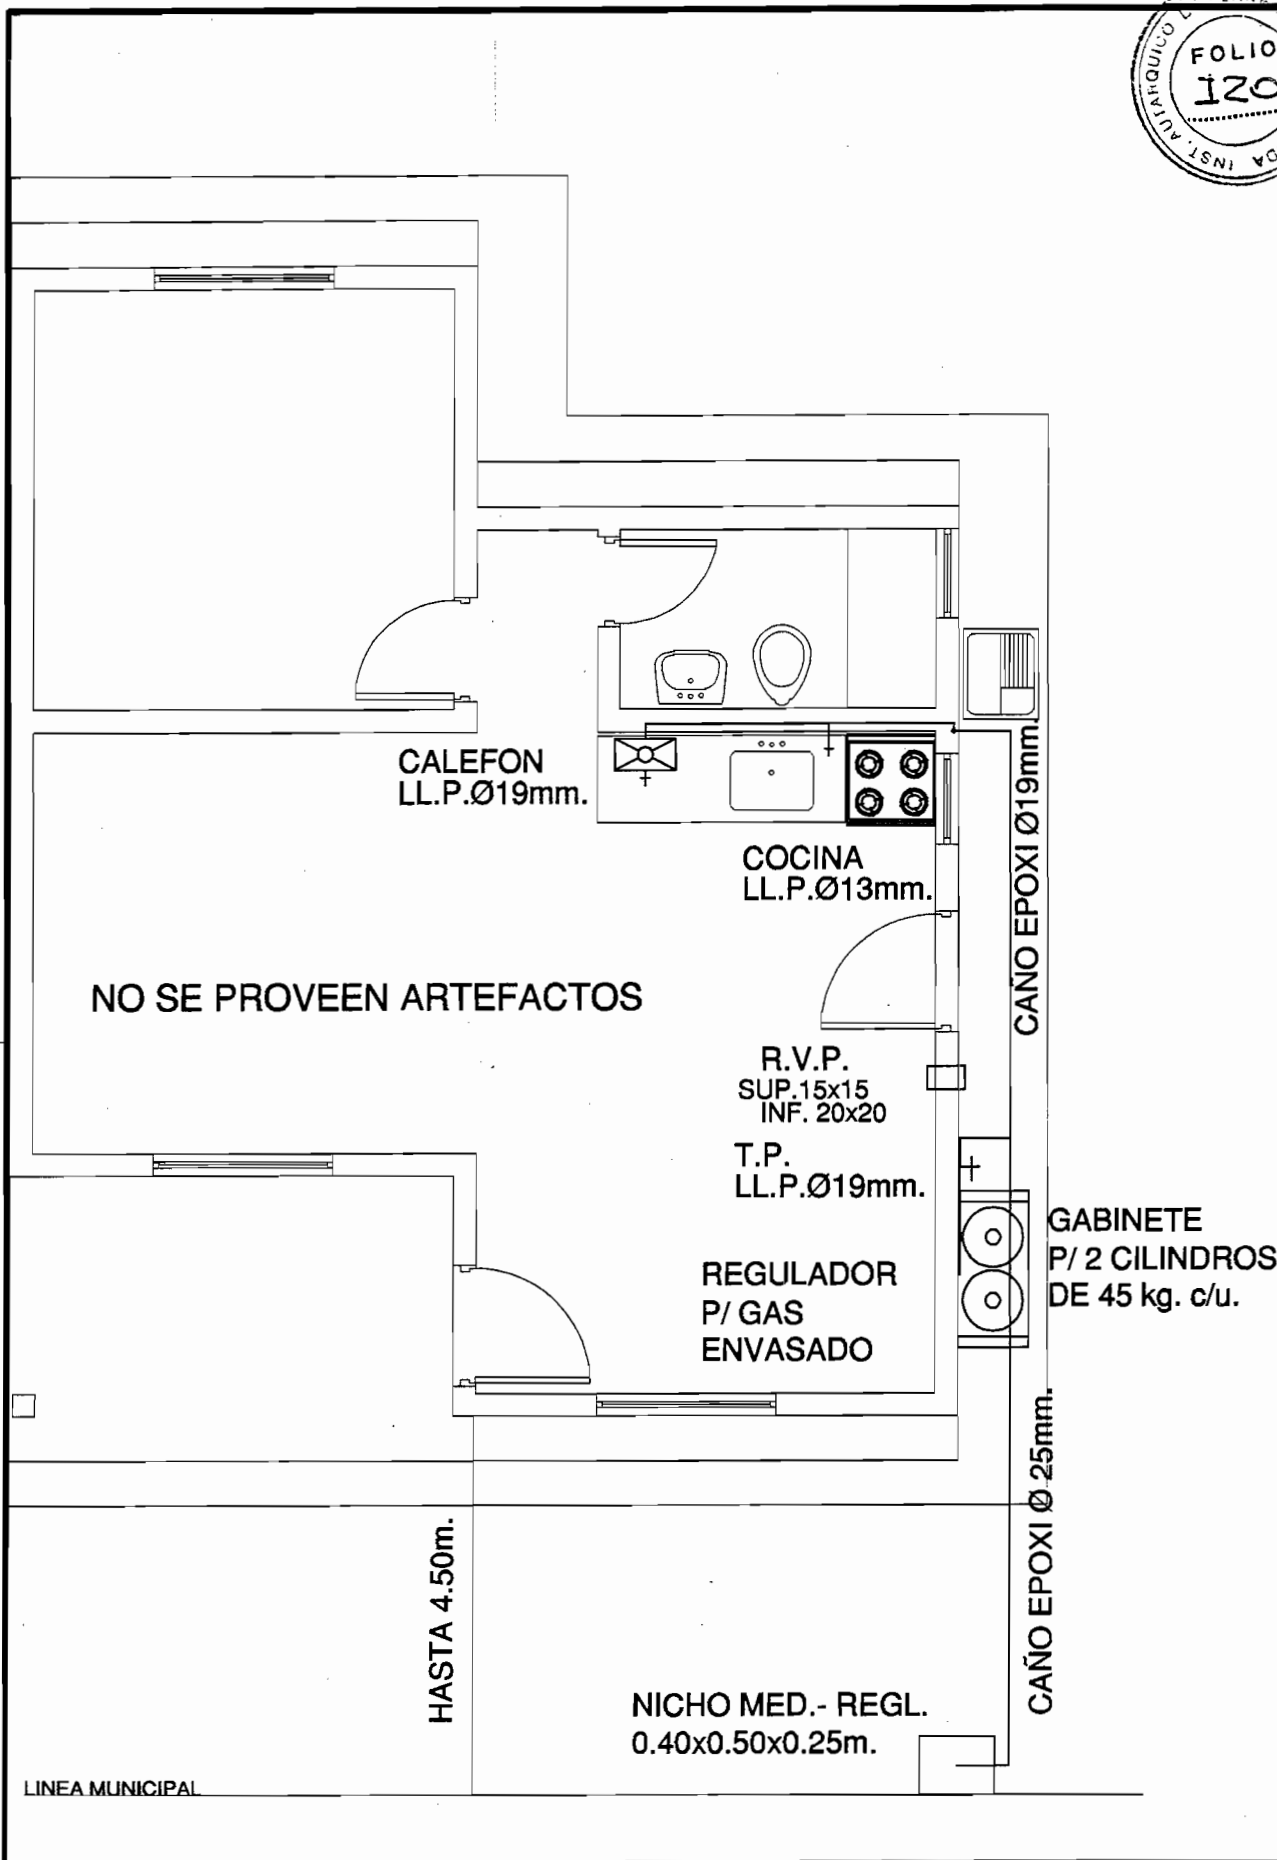 FOLIO
120
INST. AUTARQUICO
CALEFON
LL.P.Ø19mm.
COCINA
LL.P.Ø13mm.
CAÑO EPOXI Ø19mm.
NO SE PROVEEN ARTEFACTOS
R.V.P.
SUP.15x15
INF. 20x20
T.P.
LL.P.Ø19mm.
GABINETE
P/ 2 CILINDROS
DE 45 kg. c/u.
REGULADOR
P/ GAS
ENVASADO
CAÑO EPOXI Ø 25mm.
HASTA 4.50m.
NICHO MED.- REGL.
0.40x0.50x0.25m.
LINEA MUNICIPAL